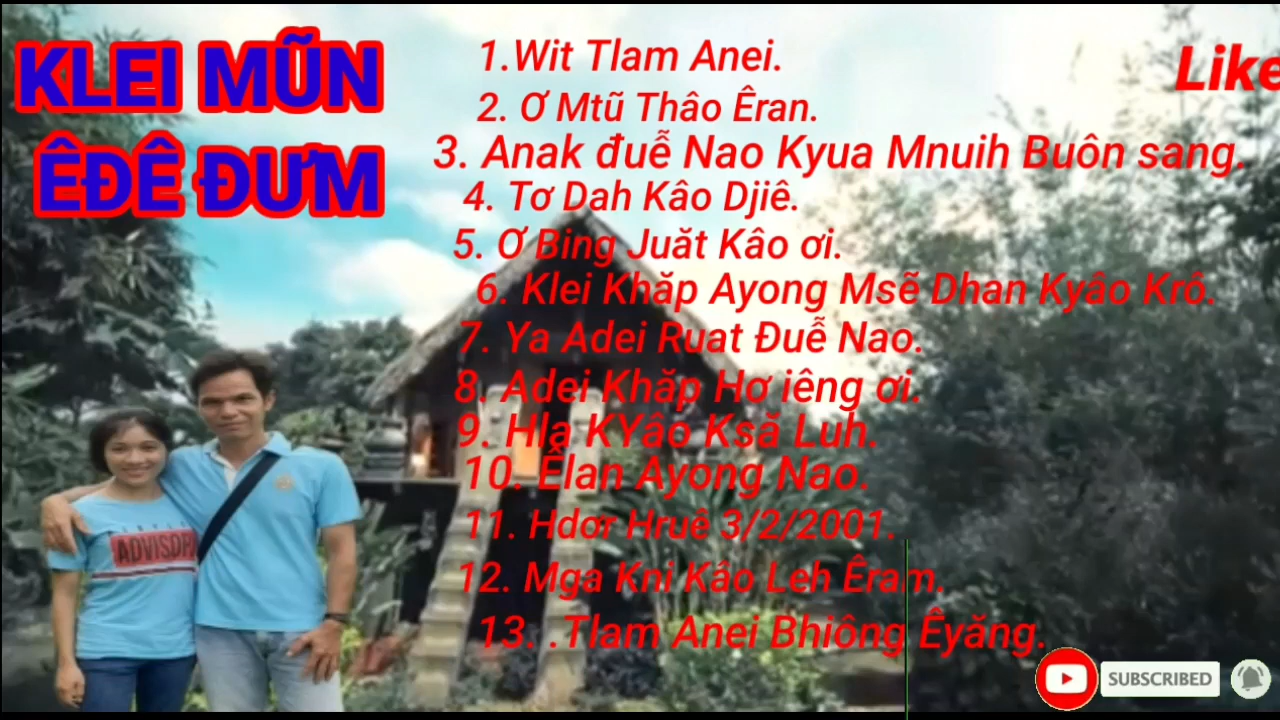 KLEI MŨN
ÊĐÊ ĐƯM
1.Wit Tlam Anei.
2. Ơ Mtũ Thâo Êran.
3. Anak đuễ Nao Kyua Mnuih Buôn sang.
4. Tơ Dah Kâo Djiê.
5. Ơ Bing Juăt Kâo ơi.
6. Klei Khăp Ayong Msẽ Dhan Kyâo Krô.
7. Ya Adei Ruat Đuễ Nao.
8. Adei Khăp Hơ iêng ơi.
9. Hla KYâo Ksă Luh.
10. Êlan Ayong Nao.
11. Hdơr Hruê 3/2/2001.
12. Mga Kni Kâo Leh Êram.
13. .Tlam Anei Bhiông Êyăng.
Like
ADVISOR
SUBSCRIBED